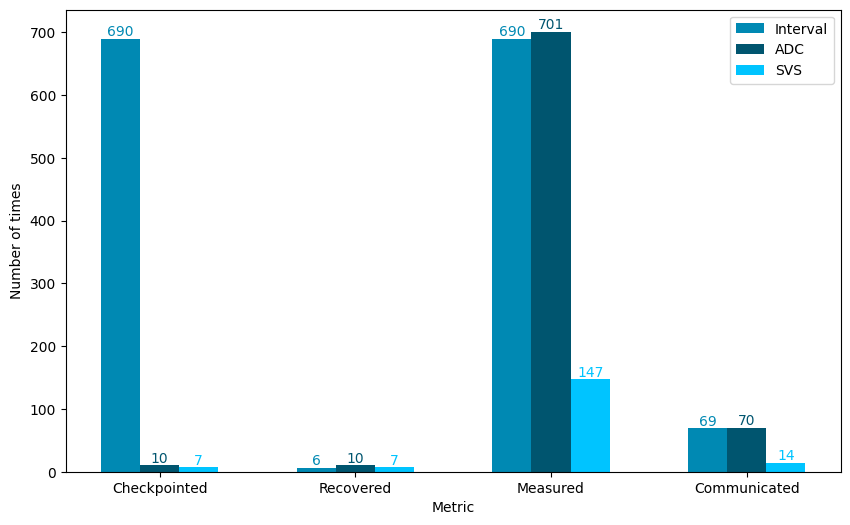 Interval
ADC
SVS
690
10
7
6
10
7
690
701
147
69
70
14
700
600
500
400
300
200
100
0
Number of times
Checkpointed
Recovered
Measured
Communicated
Metric